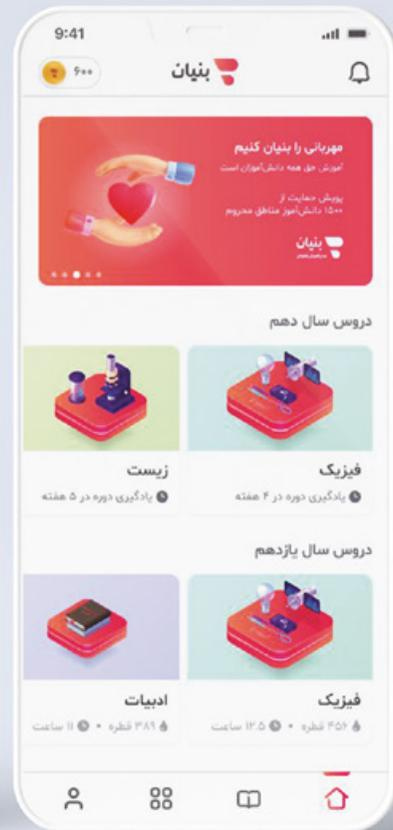 9:41
بنیان
۶۰۰
مهربانی را بنیان کنیم
آموزش حق همه دانش‌آموزان است
پویش حمایت از
۱۵۰۰ دانش‌آموز مناطق محروم
بنیان
دروس سال دهم
فیزیک
یادگیری دوره در ۴ هفته
زیست
یادگیری دوره در ۵ هفته
دروس سال یازدهم
فیزیک
۴۵۶ قطره • ۱۲.۵ ساعت
ادبیات
۳۸۹ قطره • ۱۱ ساعت